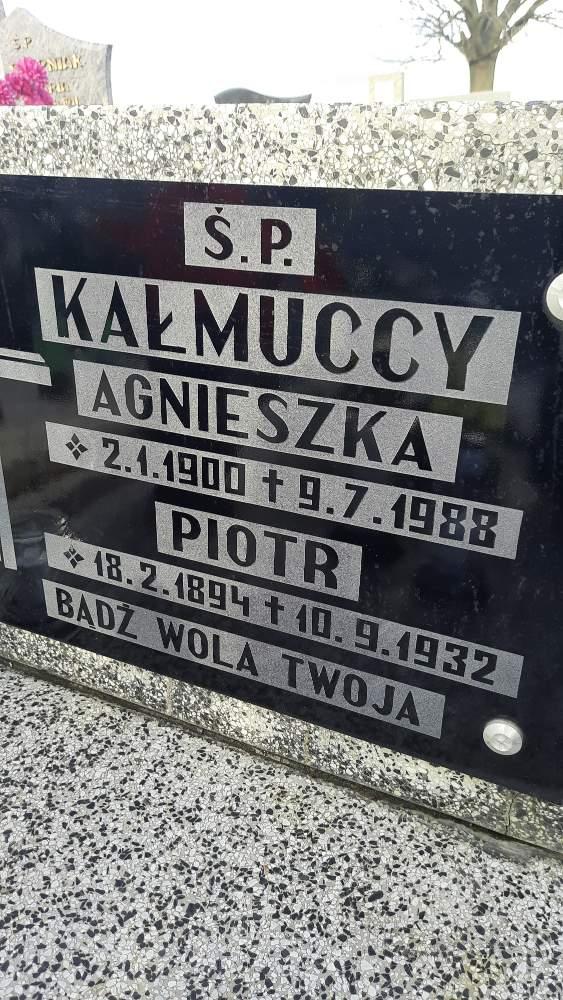 Ś.P.
KAŁMUCCY
AGNIESZKA
2.1.1900 † 9.7.1988
PIOTR
18.2.1894 † 10.9.1932
BĄDŹ WOLA TWOJA
Ś.P.